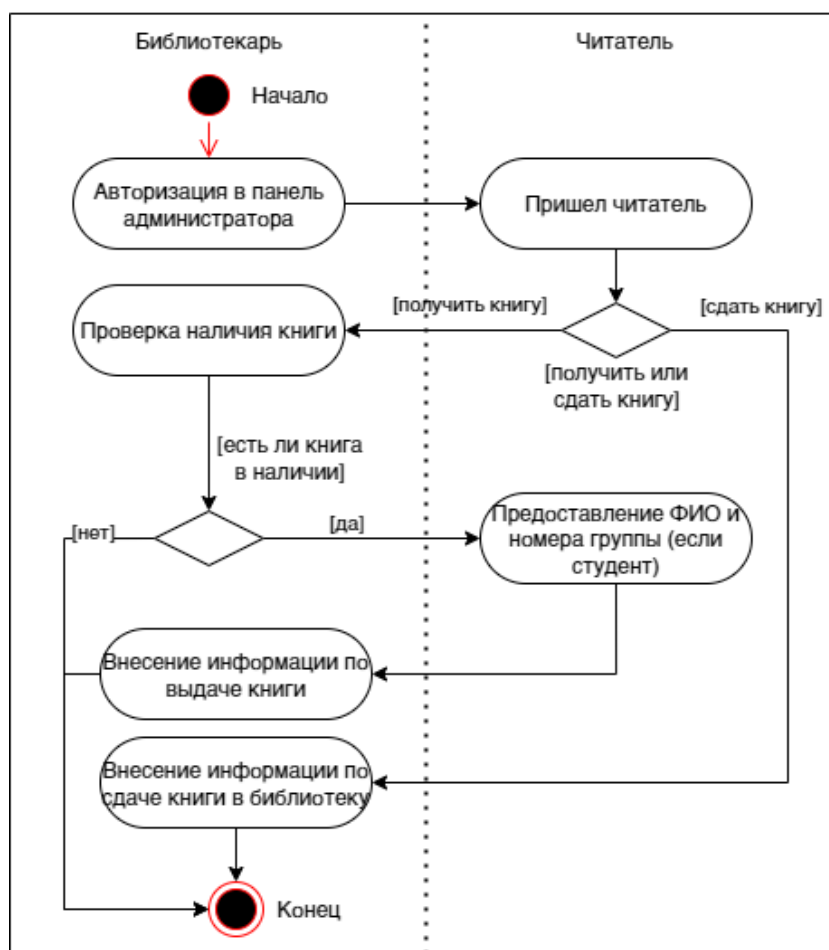 Библиотекарь
Читатель
Начало
Авторизация в панель
администратора
Пришел читатель
[получить книгу]
[сдать книгу]
Проверка наличия книги
[получить или
сдать книгу]
[есть ли книга
в наличии]
[нет]
[да]
Предоставление ФИО и
номера группы (если
студент)
Внесение информации по
выдаче книги
Внесение информации по
сдаче книги в библиотеку
Конец